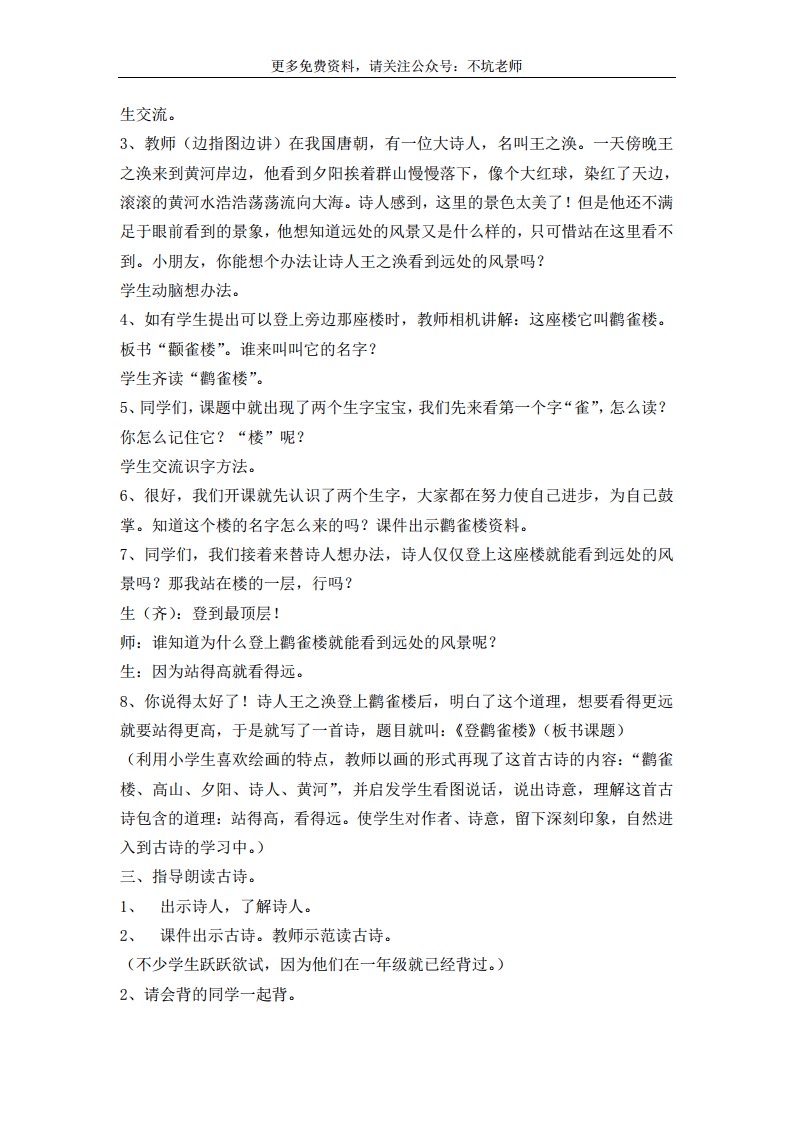 更多免费资料，请关注公众号：不坑老师
生交流。
3、教师（边指图边讲）在我国唐朝，有一位大诗人，名叫王之涣。一天傍晚王
之涣来到黄河岸边，他看到夕阳挨着群山慢慢落下，像个大红球，染红了天边，
滚滚的黄河水浩浩荡荡流向大海。诗人感到，这里的景色太美了！但是他还不满
足于眼前看到的景象，他想知道远处的风景又是什么样的，只可惜站在这里看不
到。小朋友，你能想个办法让诗人王之涣看到远处的风景吗？
学生动脑想办法。
4、如有学生提出可以登上旁边那座楼时，教师相机讲解：这座楼它叫鹳雀楼。
板书“颧雀楼”。谁来叫叫它的名字？
学生齐读“鹳雀楼”。
5、同学们，课题中就出现了两个生字宝宝，我们先来看第一个字“雀”，怎么读？
你怎么记住它？“楼”呢？
学生交流识字方法。
6、很好，我们开课就先认识了两个生字，大家都在努力使自己进步，为自己鼓
掌。知道这个楼的名字怎么来的吗？课件出示鹳雀楼资料。
7、同学们，我们接着来替诗人想办法，诗人仅仅登上这座楼就能看到远处的风
景吗？那我站在楼的一层，行吗？
生（齐）：登到最顶层！
师：谁知道为什么登上鹳雀楼就能看到远处的风景呢？
生：因为站得高就看得远。
8、你说得太好了！诗人王之涣登上鹳雀楼后，明白了这个道理，想要看得更远
就要站得更高，于是就写了一首诗，题目就叫：《登鹳雀楼》（板书课题）
（利用小学生喜欢绘画的特点，教师以画的形式再现了这首古诗的内容：“鹳雀
楼、高山、夕阳、诗人、黄河”，并启发学生看图说话，说出诗意，理解这首古
诗包含的道理：站得高，看得远。使学生对作者、诗意，留下深刻印象，自然进
入到古诗的学习中。）
三、指导朗读古诗。
1、 出示诗人，了解诗人。
2、 课件出示古诗。教师示范读古诗。
（不少学生跃跃欲试，因为他们在一年级就已经背过。）
2、请会背的同学一起背。